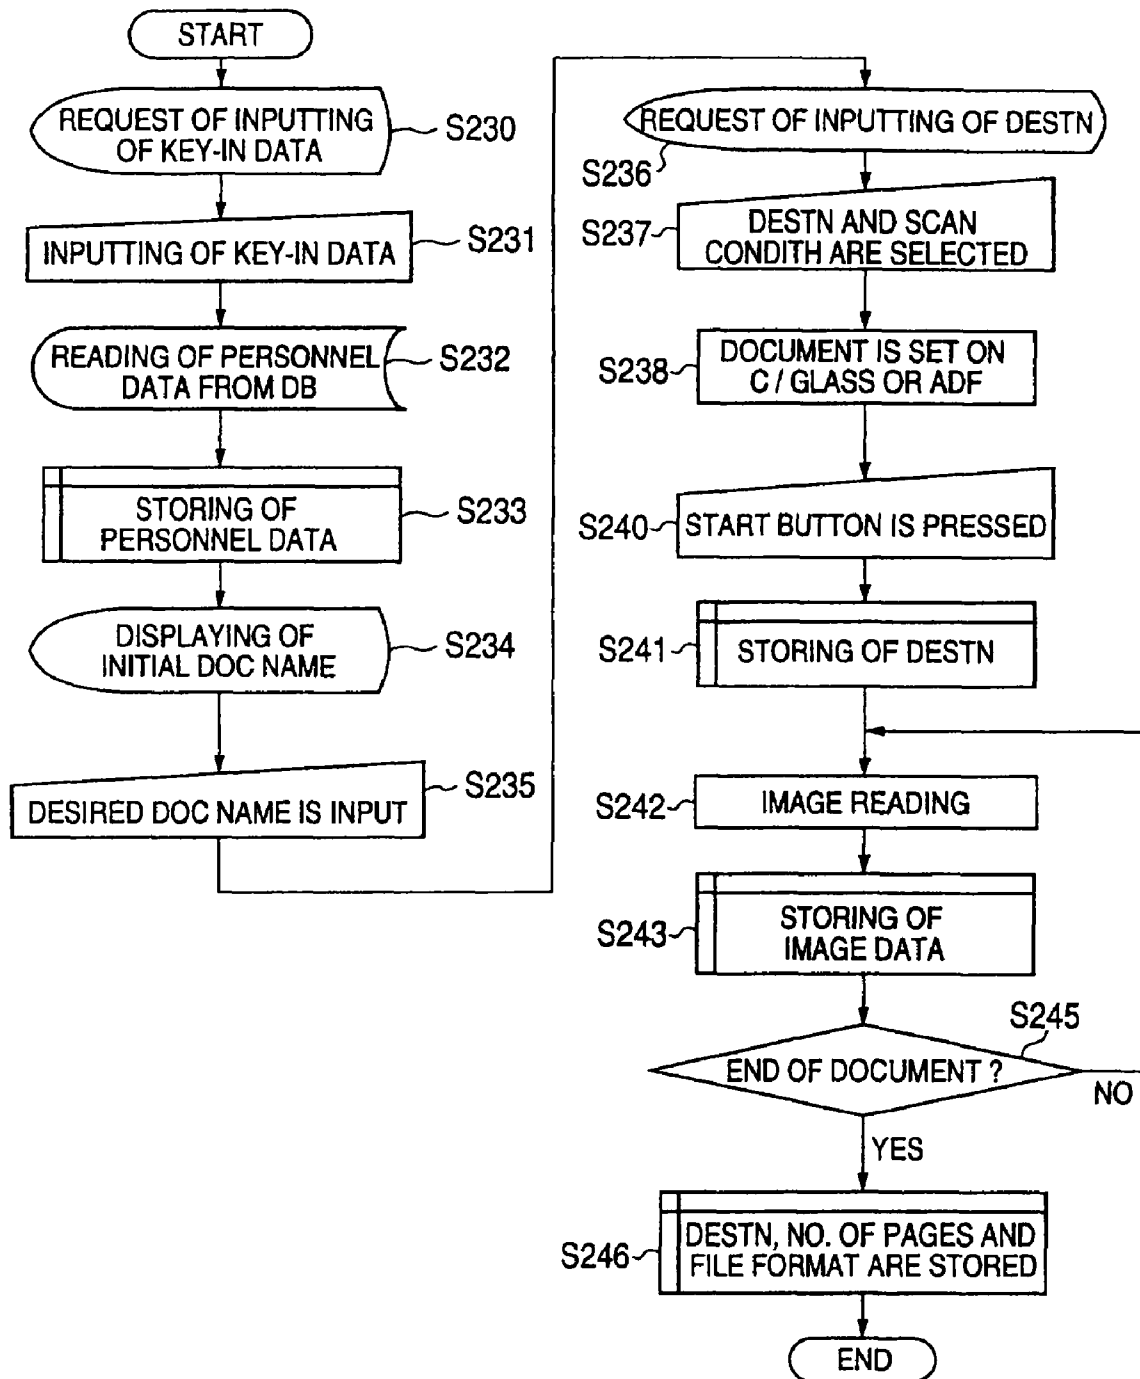 START
REQUEST OF INPUTTING
OF KEY-IN DATA
S230
INPUTTING OF KEY-IN DATA
S231
READING OF PERSONNEL
DATA FROM DB
S232
STORING OF
PERSONNEL DATA
S233
DISPLAYING OF
INITIAL DOC NAME
S234
DESIRED DOC NAME IS INPUT
S235
REQUEST OF INPUTTING OF DESTN
S236
DESTN AND SCAN
CONDITH ARE SELECTED
S237
DOCUMENT IS SET ON
C / GLASS OR ADF
S238
START BUTTON IS PRESSED
S240
STORING OF DESTN
S241
IMAGE READING
S242
STORING OF
IMAGE DATA
S243
END OF DOCUMENT ?
S245
NO
YES
DESTN, NO. OF PAGES AND
FILE FORMAT ARE STORED
S246
END